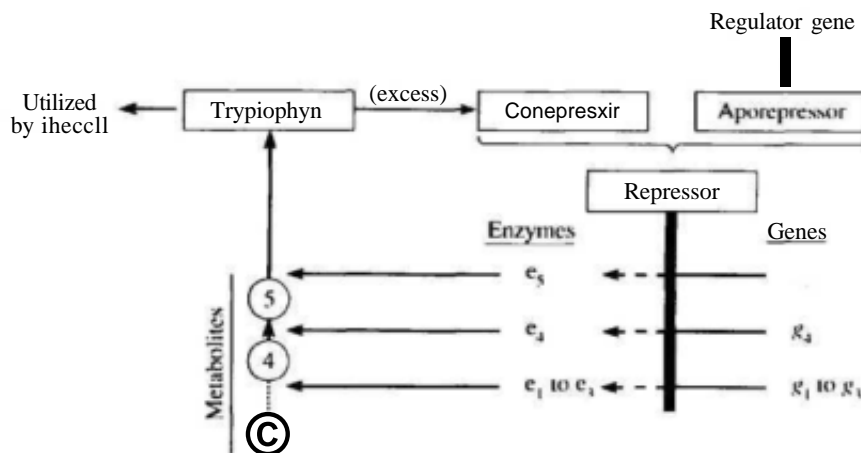 Regulator gene
Utilized
by iheccll
Trypiophyn
(excess)
Conepresxir
Aporepressor
Repressor
Enzymes
Genes
Metabolites
5
e5
4
e4
g4
e1 to e3
g1 to g3
©